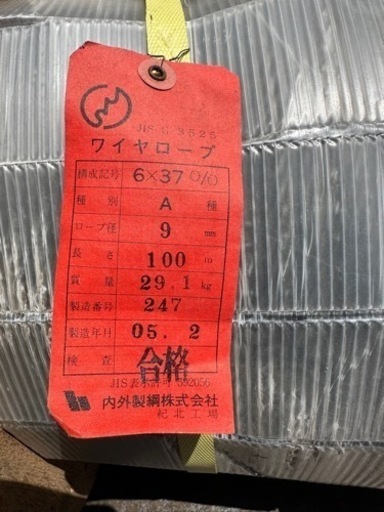 JIS G 3525
ワイヤロープ
構成記号 6×37 O/O
種別 A 種
ロープ径 9 mm
長さ 100 m
質量 29.1 kg
製造番号 247
製造年月 05. 2
検査 合格
JIS表示許可 692056
内外製鋼株式会社
紀北工場